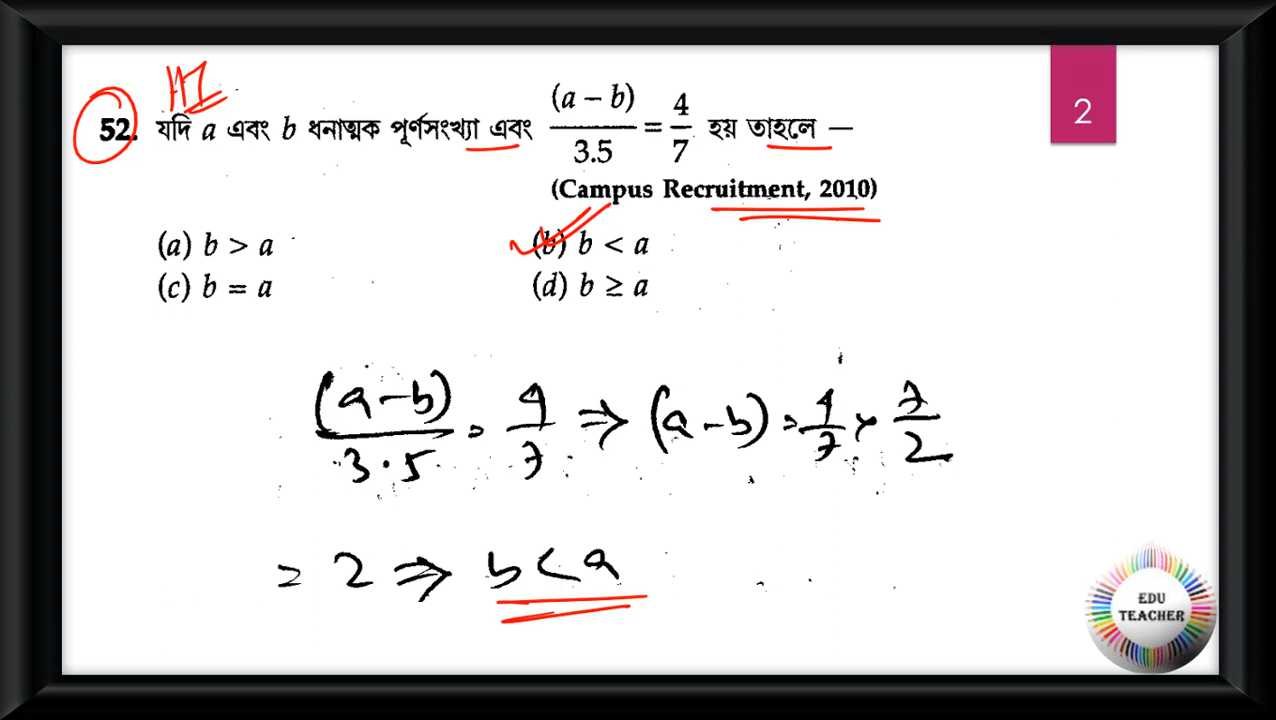 2
52. যদি a এবং b ধনাত্মক পূর্ণসংখ্যা এবং (a – b)/3.5 = 4/7 হয় তাহলে —
(Campus Recruitment, 2010)
(a) b > a (b) b < a
(c) b = a (d) b ≥ a
(a–b)/3.5 = 4/7 ⇒ (a–b) = 4/7 × 7/2
= 2 ⇒ b < a
EDU
TEACHER